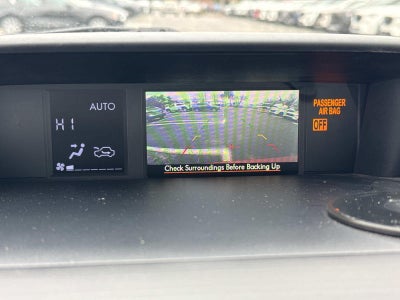 AUTO
HI
Check Surroundings Before Backing Up
PASSENGER
AIR BAG
OFF